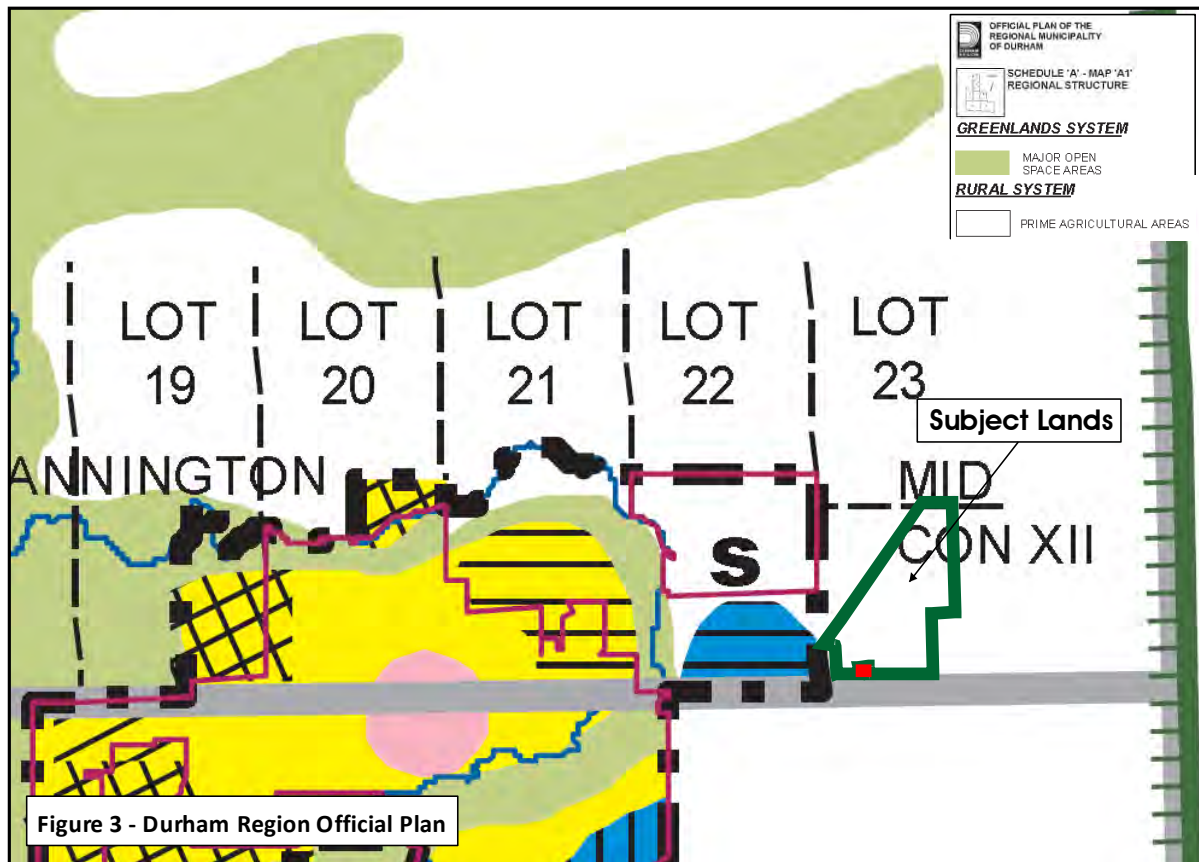 OFFICIAL PLAN OF THE
REGIONAL MUNICIPALITY
OF DURHAM
SCHEDULE 'A' - MAP 'A1'
REGIONAL STRUCTURE
GREENLANDS SYSTEM
MAJOR OPEN
SPACE AREAS
RURAL SYSTEM
PRIME AGRICULTURAL AREAS
LOT
19
LOT
20
LOT
21
LOT
22
LOT
23
Subject Lands
ANNINGTON
MID
CON XII
S
Figure 3 - Durham Region Official Plan